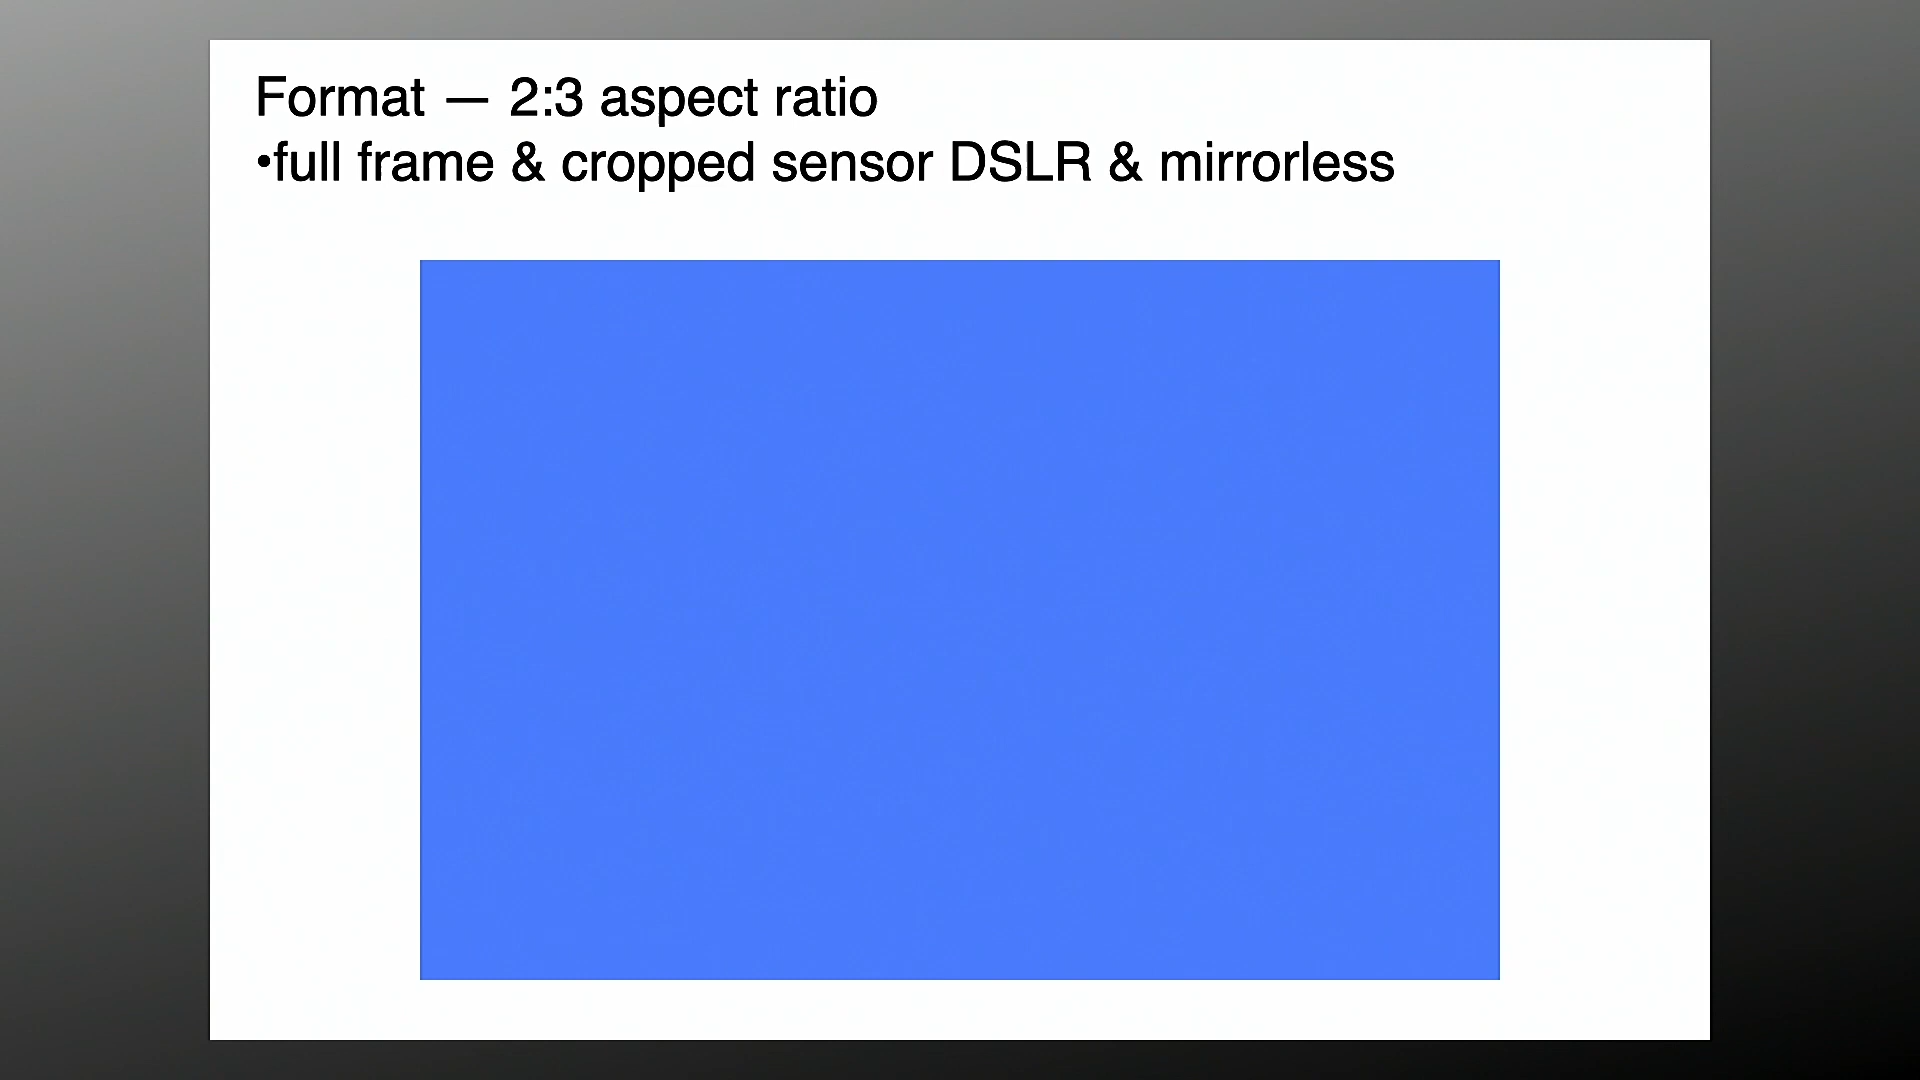 Format — 2:3 aspect ratio
•full frame & cropped sensor DSLR & mirrorless